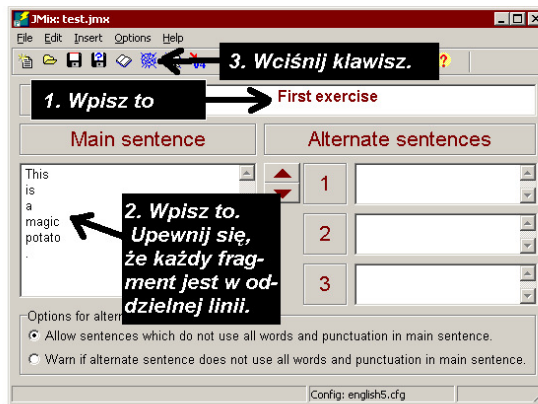 JMix: test.jmx
File Edit Insert Options Help
3. Wciśnij klawisz.
?
1. Wpisz to
First exercise
Main sentence
Alternate sentences
This
is
a
magic
potato
.
2. Wpisz to.
Upewnij się,
że każdy frag-
ment jest w od-
dzielnej linii.
1
2
3
Options for altern
Allow sentences which do not use all words and punctuation in main sentence.
Warn if alternate sentence does not use all words and punctuation in main sentence.
Config: english5.cfg